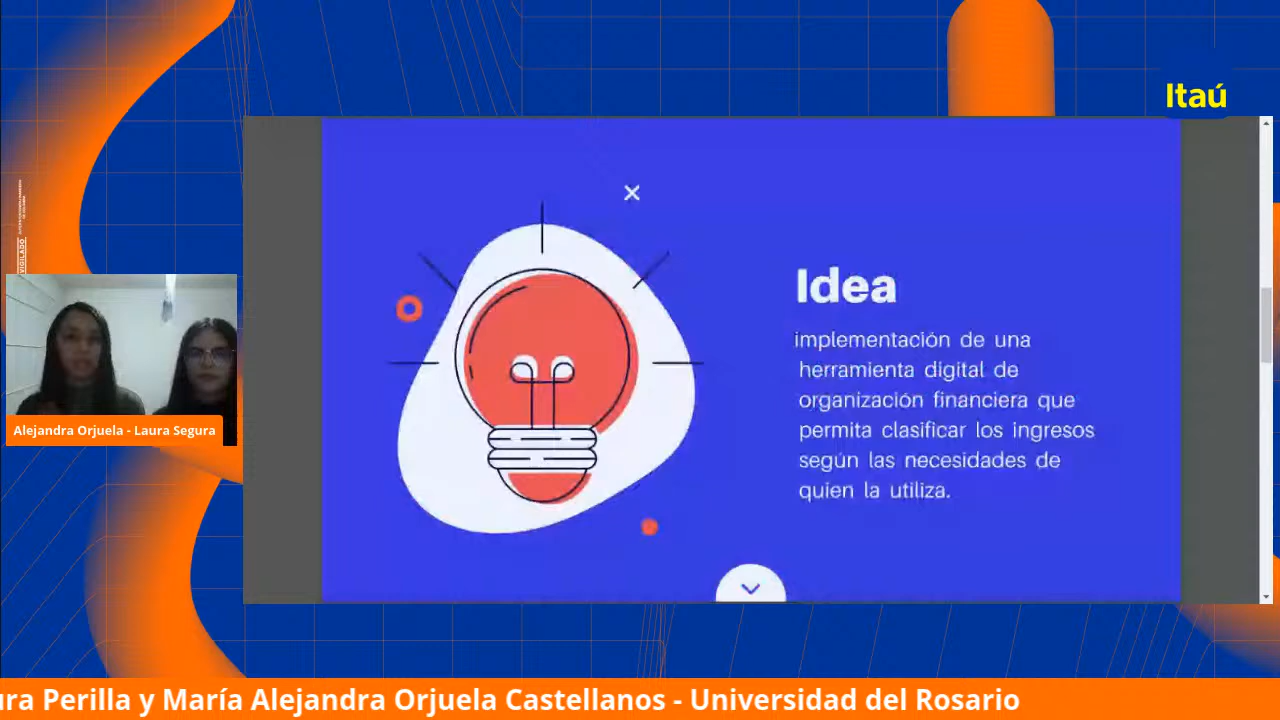 Itaú
VIGILADO
Idea
implementación de una
herramienta digital de
organización financiera que
permita clasificar los ingresos
según las necesidades de
quien la utiliza.
Alejandra Orjuela - Laura Segura
ura Perilla y María Alejandra Orjuela Castellanos - Universidad del Rosario